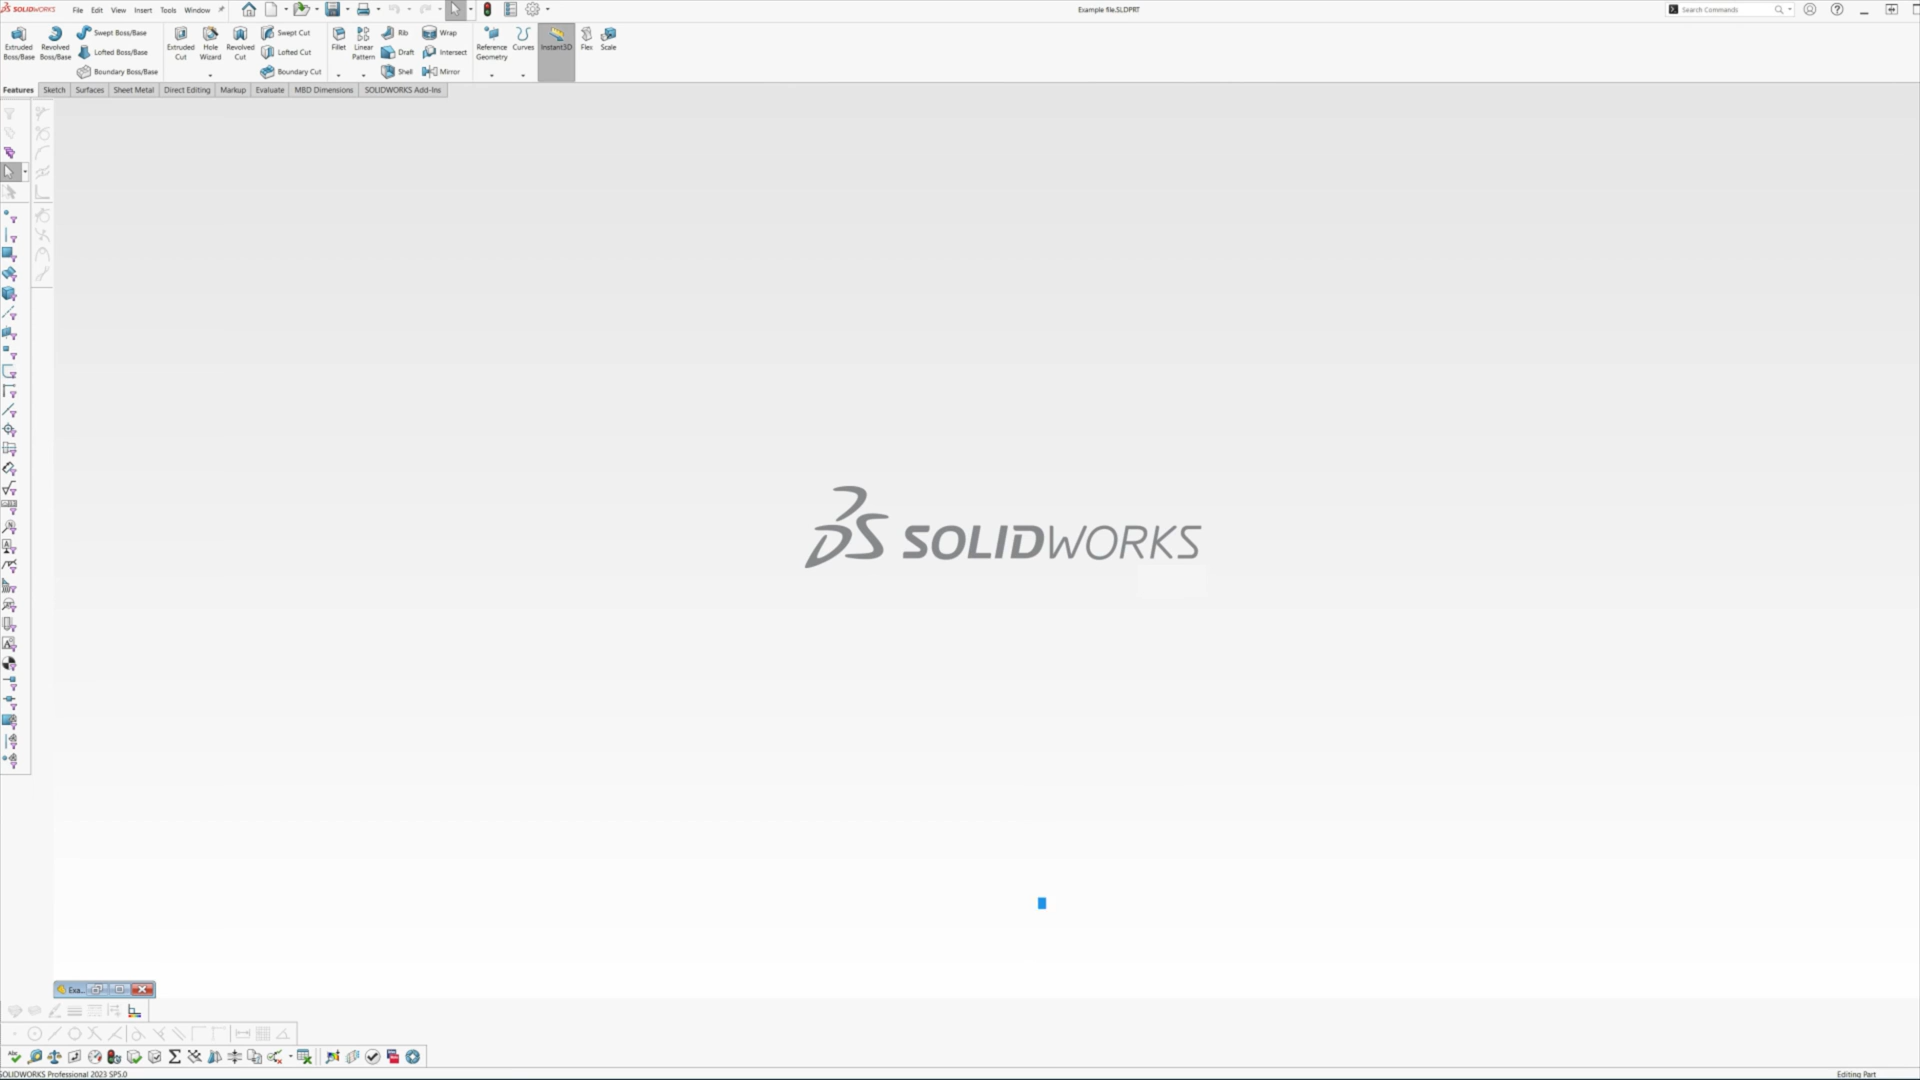 SOLIDWORKS File Edit View Insert Tools Window Example file.SLDPRT Search Commands
Extruded Boss/Base
Revolved Boss/Base
Swept Boss/Base
Lofted Boss/Base
Boundary Boss/Base
Extruded Cut
Hole Wizard
Revolved Cut
Swept Cut
Lofted Cut
Boundary Cut
Fillet
Linear Pattern
Rib
Draft
Shell
Wrap
Intersect
Mirror
Reference Geometry
Curves
Instant3D
Flex
Scale
Features Sketch Surfaces Sheet Metal Direct Editing Markup Evaluate MBD Dimensions SOLIDWORKS Add-Ins
SOLIDWORKS
Exa...
SOLIDWORKS Professional 2023 SP5.0 Editing Part